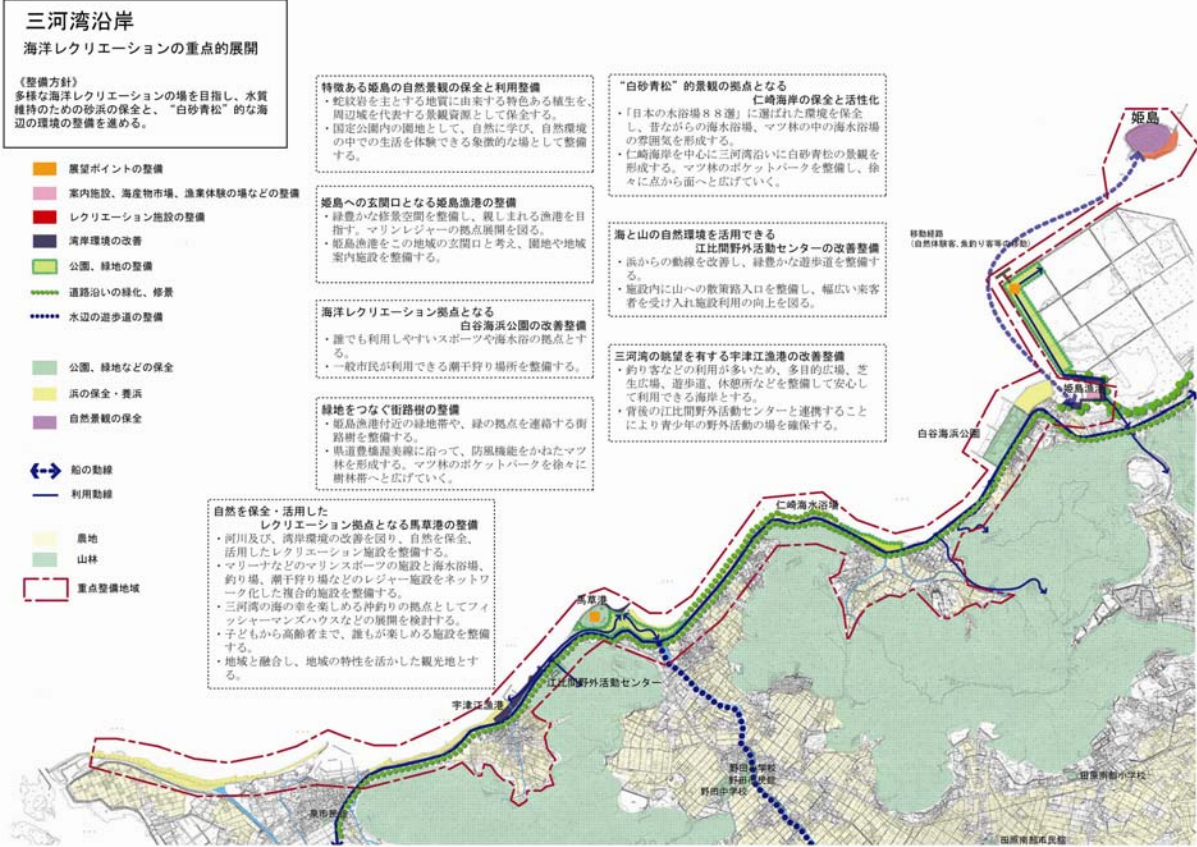 三河湾沿岸
海洋レクリエーションの重点的展開
《整備方針》
多様な海洋レクリエーションの場を目指し、水質
維持のための砂浜の保全と、“白砂青松”的な海
辺の環境の整備を進める。
展望ポイントの整備
案内施設、海産物市場、漁業体験の場などの整備
レクリエーション施設の整備
湾岸環境の改善
公園、緑地の整備
道路沿いの緑化、修景
水辺の遊歩道の整備
公園、緑地などの保全
浜の保全・養浜
自然景観の保全
船の動線
利用動線
農地
山林
重点整備地域
特徴ある姫島の自然景観の保全と利用整備
・蛇紋岩を主とする地質に由来する特色ある植生を、
周辺域を代表する景観資源として保全する。
・国定公園内の園地として、自然に学び、自然環境
の中での生活を体験できる象徴的な場として整備
する。
姫島への玄関口となる姫島漁港の整備
・緑豊かな修景空間を整備し、親しまれる漁港を目
指す。マリンレジャーの拠点展開を図る。
・姫島漁港をこの地域の玄関口と考え、園地や地域
案内施設を整備する。
海洋レクリエーション拠点となる
白谷海浜公園の改善整備
・誰でも利用しやすいスポーツや海水浴の拠点とす
る。
・一般市民が利用できる潮干狩り場所を整備する。
緑地をつなぐ街路樹の整備
・姫島漁港付近の緑地帯や、緑の拠点を連絡する街
路樹を整備する。
・県道豊橋渥美線に沿って、防風機能をかねたマツ
林を形成する。マツ林のポケットパークを徐々に
樹林帯へと広げていく。
自然を保全・活用した
レクリエーション拠点となる馬草港の整備
・河川及び、湾岸環境の改善を図り、自然を保全、
活用したレクリエーション施設を整備する。
・マリーナなどのマリンスポーツの施設と海水浴場、
釣り場、潮干狩り場などのレジャー施設をネットワ
ーク化した複合的施設を整備する。
・三河湾の海の幸を楽しめる沖釣りの拠点としてフィ
ッシャーマンズハウスなどの展開を検討する。
・子どもから高齢者まで、誰もが楽しめる施設を整備
する。
・地域と融合し、地域の特性を活かした観光地とす
る。
“白砂青松”的景観の拠点となる
仁崎海岸の保全と活性化
・「日本の水浴場８８選」に選ばれた環境を保全
し、昔ながらの海水浴場、マツ林の中の海水浴場
の雰囲気を形成する。
・仁崎海岸を中心に三河湾沿いに白砂青松の景観を
形成する。マツ林のポケットパークを整備し、徐
々に点から面へと広げていく。
海と山の自然環境を活用できる
江比間野外活動センターの改善整備
・浜からの動線を改善し、緑豊かな遊歩道を整備す
る。
・施設内に山への散策路入口を整備し、幅広い来客
者を受け入れ施設利用の向上を図る。
三河湾の眺望を有する宇津江漁港の改善整備
・釣り客などの利用が多いため、多目的広場、芝
生広場、遊歩道、休憩所などを整備して安心し
て利用できる海岸とする。
・背後の江比間野外活動センターと連携すること
により青少年の野外活動の場を確保する。
姫島
移動経路
(自然体験客、魚釣り客等の移動)
姫島漁港
白谷海浜公園
仁崎海水浴場
馬草港
江比間野外活動センター
宇津江漁港
野田小学校
野田市民館
野田中学校
泉市民館
田原南部小学校
田原南部市民館